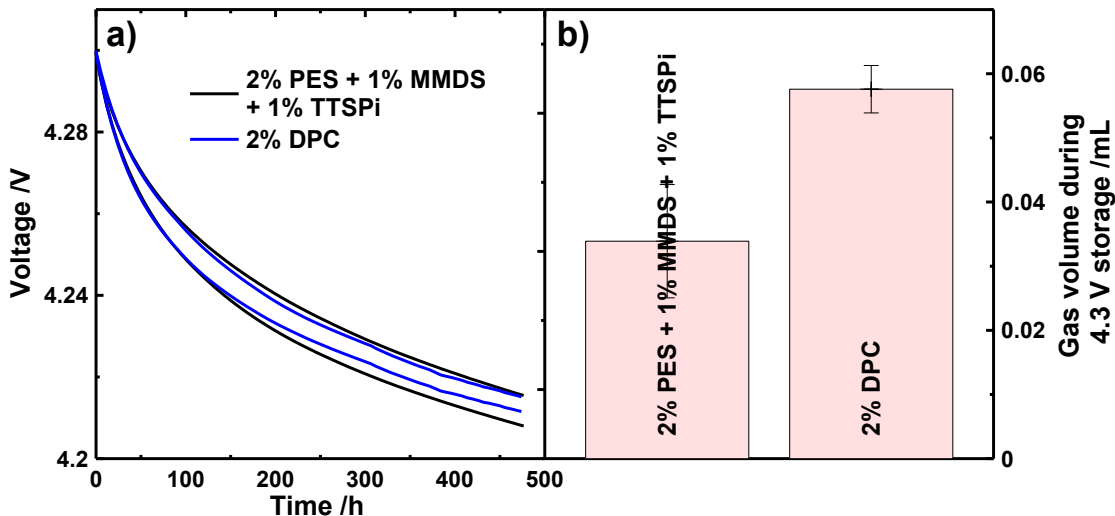 a)
2% PES + 1% MMDS
+ 1% TTSPi
2% DPC
Voltage /V
4.28
4.24
4.2
0
100
200
300
400
500
Time /h
b)
2% PES + 1% MMDS + 1% TTSPi
2% DPC
0.06
0.04
0.02
0
Gas volume during
4.3 V storage /mL